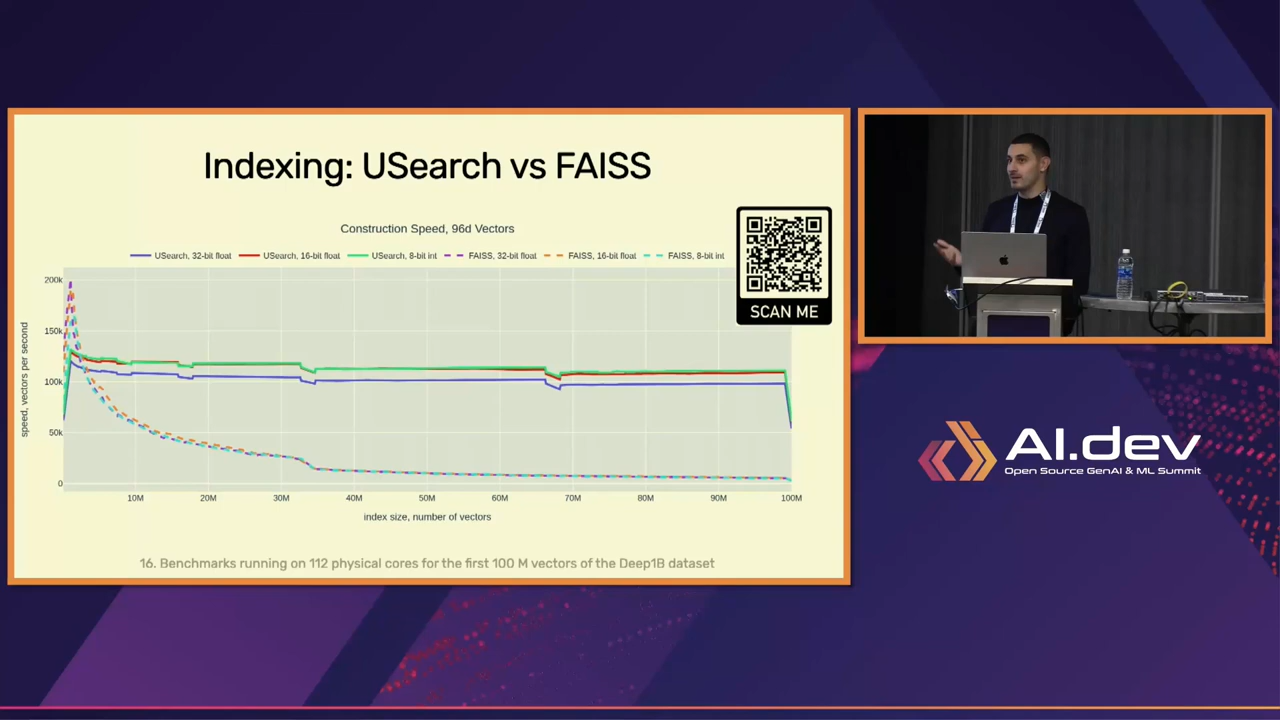 Indexing: USearch vs FAISS
Construction Speed, 96d Vectors
USearch, 32-bit float USearch, 16-bit float USearch, 8-bit int FAISS, 32-bit float FAISS, 16-bit float FAISS, 8-bit int
SCAN ME
speed, vectors per second
200k
150k
100k
50k
0
10M 20M 30M 40M 50M 60M 70M 80M 90M 100M
index size, number of vectors
16. Benchmarks running on 112 physical cores for the first 100 M vectors of the Deep1B dataset
AI.dev
Open Source GenAI & ML Summit